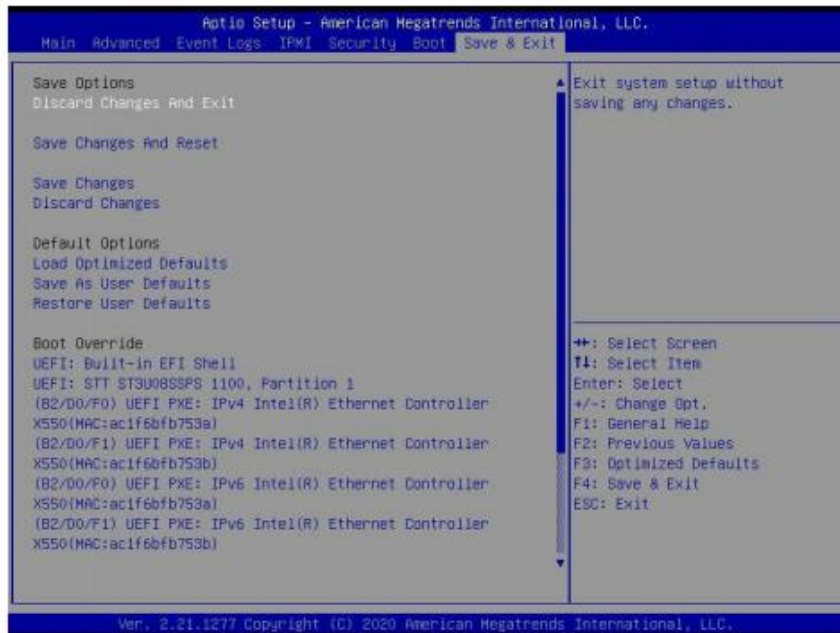 Aptio Setup - American Megatrends International, LLC.
Main Advanced Event Logs IPMI Security Boot Save & Exit
Save Options
Discard Changes And Exit
Save Changes And Reset
Save Changes
Discard Changes
Default Options
Load Optimized Defaults
Save As User Defaults
Restore User Defaults
Boot Override
UEFI: Built-in EFI Shell
UEFI: STT ST3U08SSPS 1100, Partition 1
(B2/D0/F0) UEFI PXE: IPv4 Intel(R) Ethernet Controller
X550(MAC:ac1f6bfb753a)
(B2/D0/F1) UEFI PXE: IPv4 Intel(R) Ethernet Controller
X550(MAC:ac1f6bfb753b)
(B2/D0/F0) UEFI PXE: IPv6 Intel(R) Ethernet Controller
X550(MAC:ac1f6bfb753a)
(B2/D0/F1) UEFI PXE: IPv6 Intel(R) Ethernet Controller
X550(MAC:ac1f6bfb753b)
Exit system setup without
saving any changes.
→←: Select Screen
↑↓: Select Item
Enter: Select
+/-: Change Opt.
F1: General Help
F2: Previous Values
F3: Optimized Defaults
F4: Save & Exit
ESC: Exit
Ver. 2.21.1277 Copyright (C) 2020 American Megatrends International, LLC.